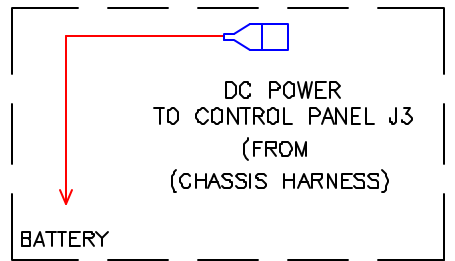 DC POWER
TO CONTROL PANEL J3
(FROM
(CHASSIS HARNESS)
BATTERY